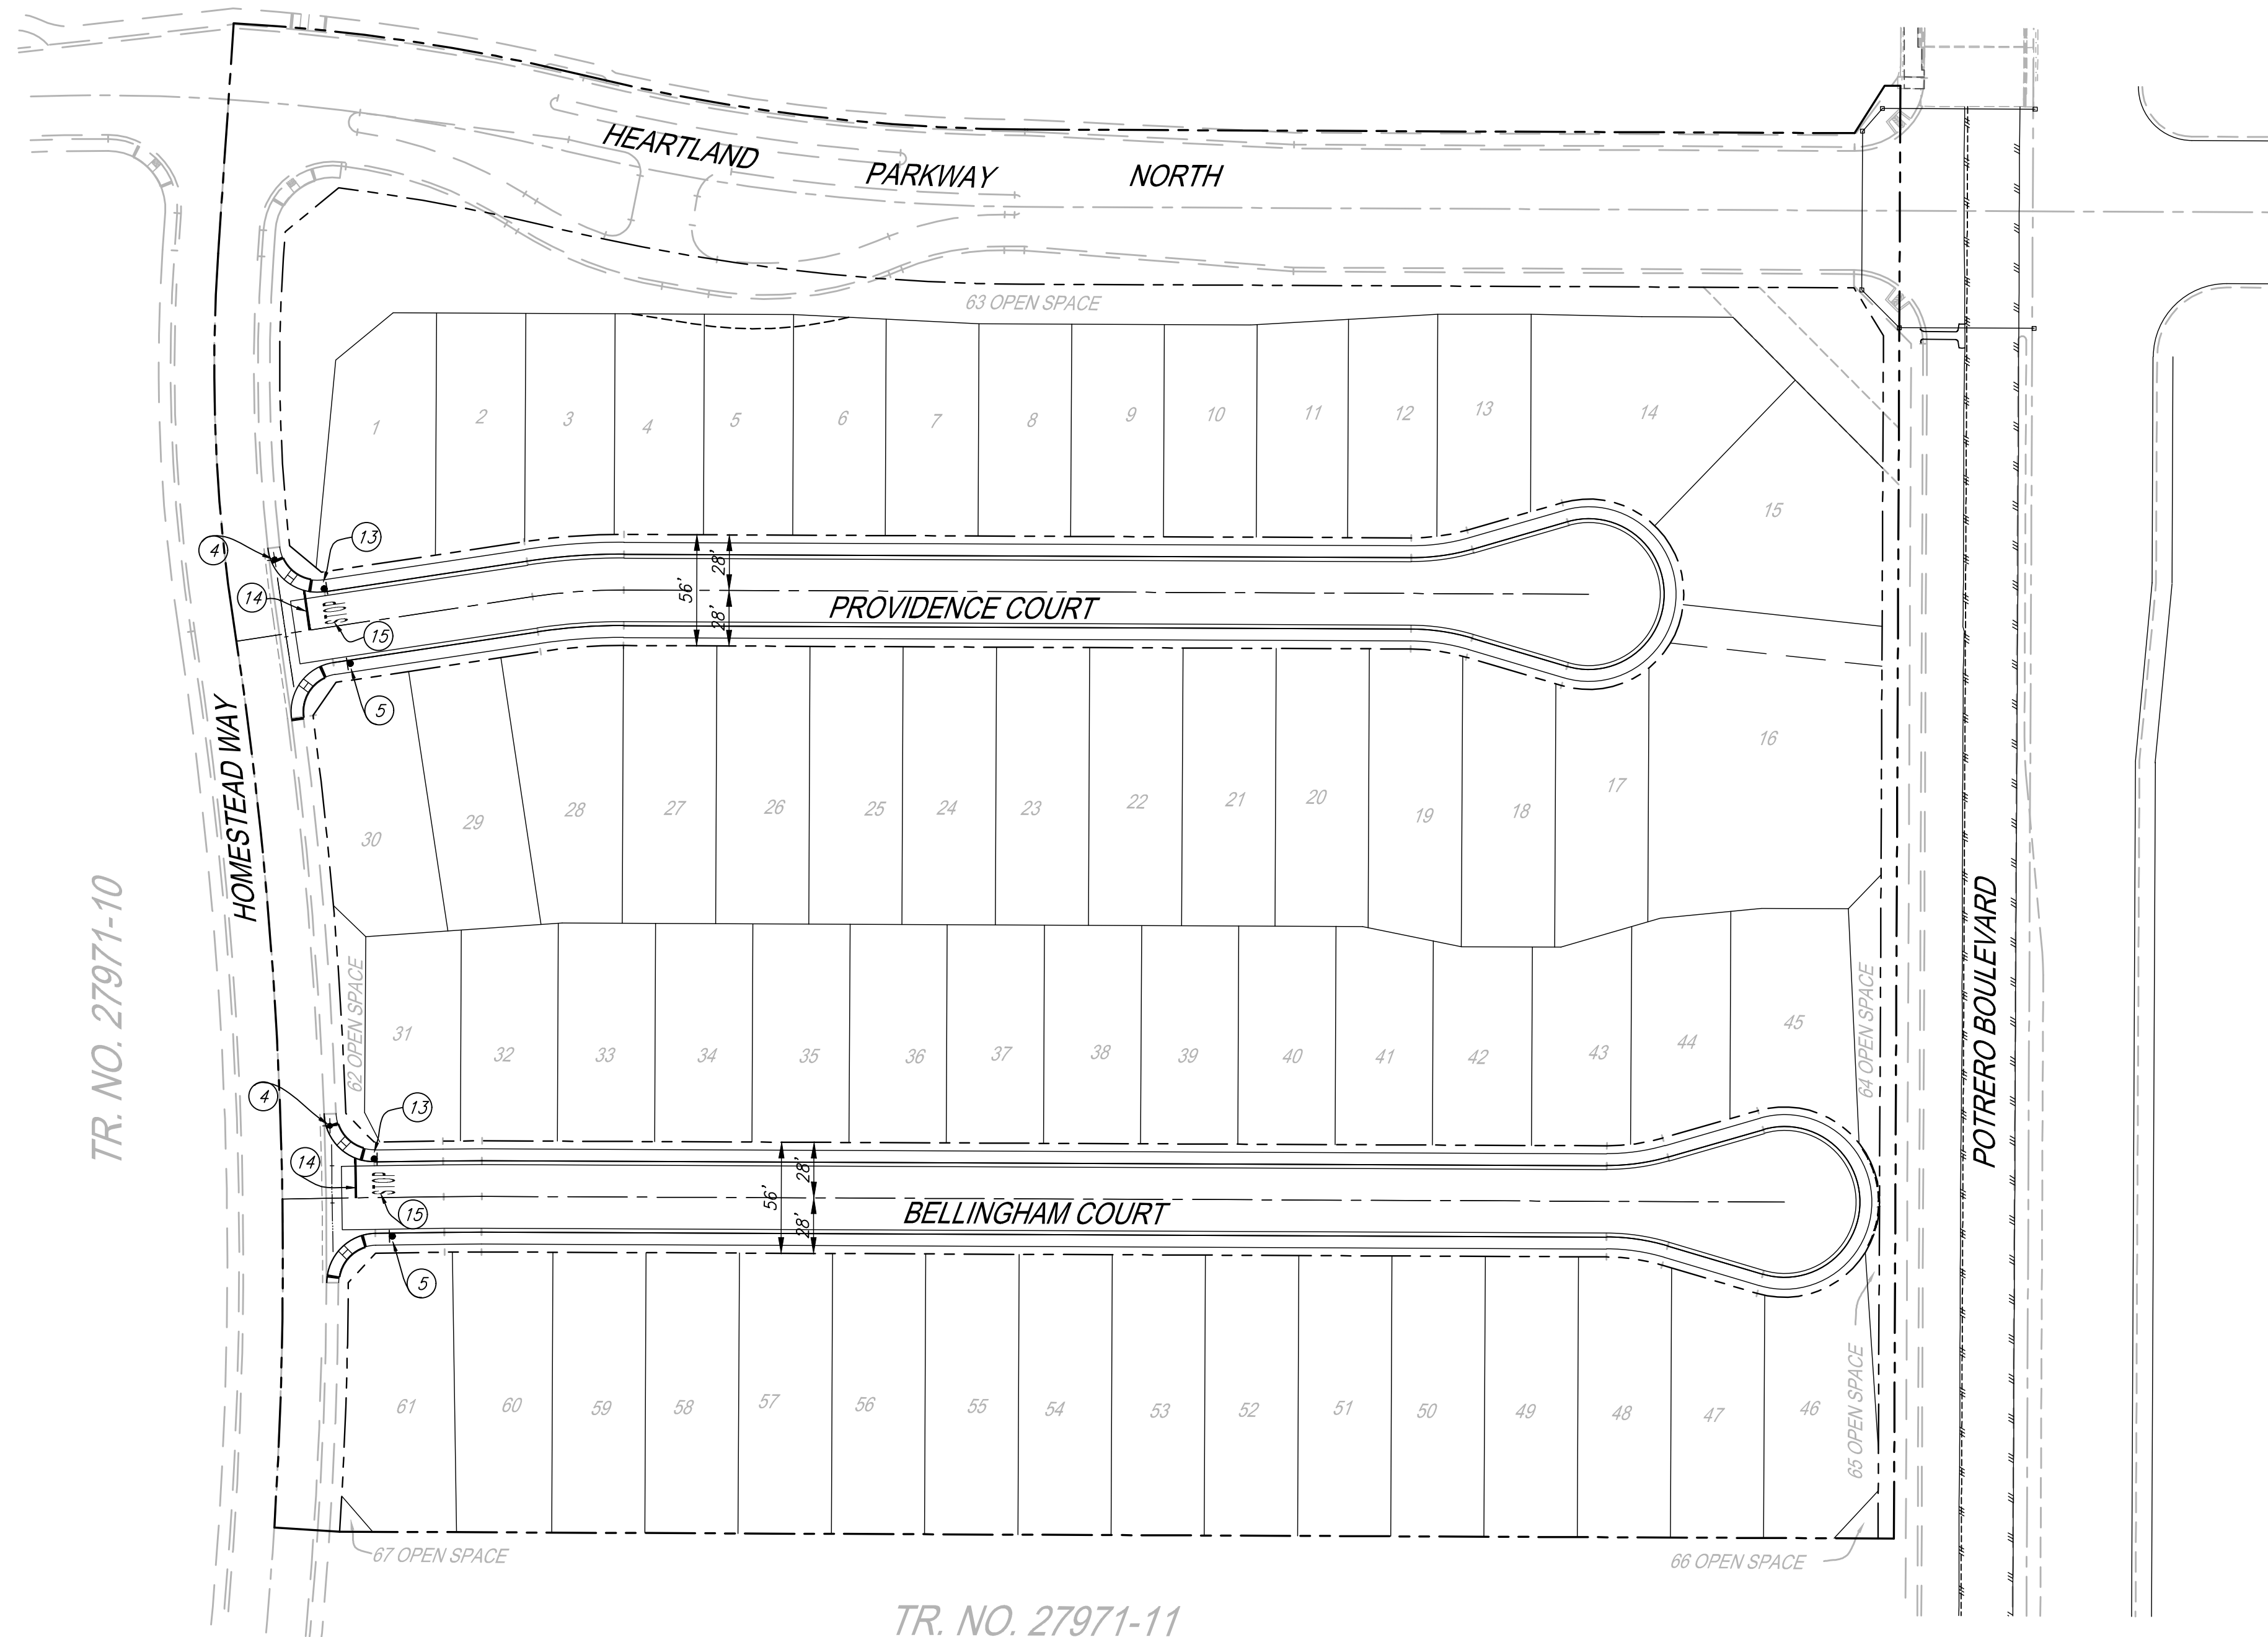 HEARTLAND PARKWAY NORTH
63 OPEN SPACE
1 2 3 4 5 6 7 8 9 10 11 12 13 14
15
4 13
14
15
5
STOP
56' 28' 28'
PROVIDENCE COURT
HOMESTEAD WAY
16
30 29 28 27 26 25 24 23 22 21 20 19 18 17
TR. NO. 27971-10
POTRERO BOULEVARD
62 OPEN SPACE
64 OPEN SPACE
31 32 33 34 35 36 37 38 39 40 41 42 43 44 45
4 13
14
15
5
STOP
56' 28' 28'
BELLINGHAM COURT
65 OPEN SPACE
61 60 59 58 57 56 55 54 53 52 51 50 49 48 47 46
67 OPEN SPACE
66 OPEN SPACE
TR. NO. 27971-11